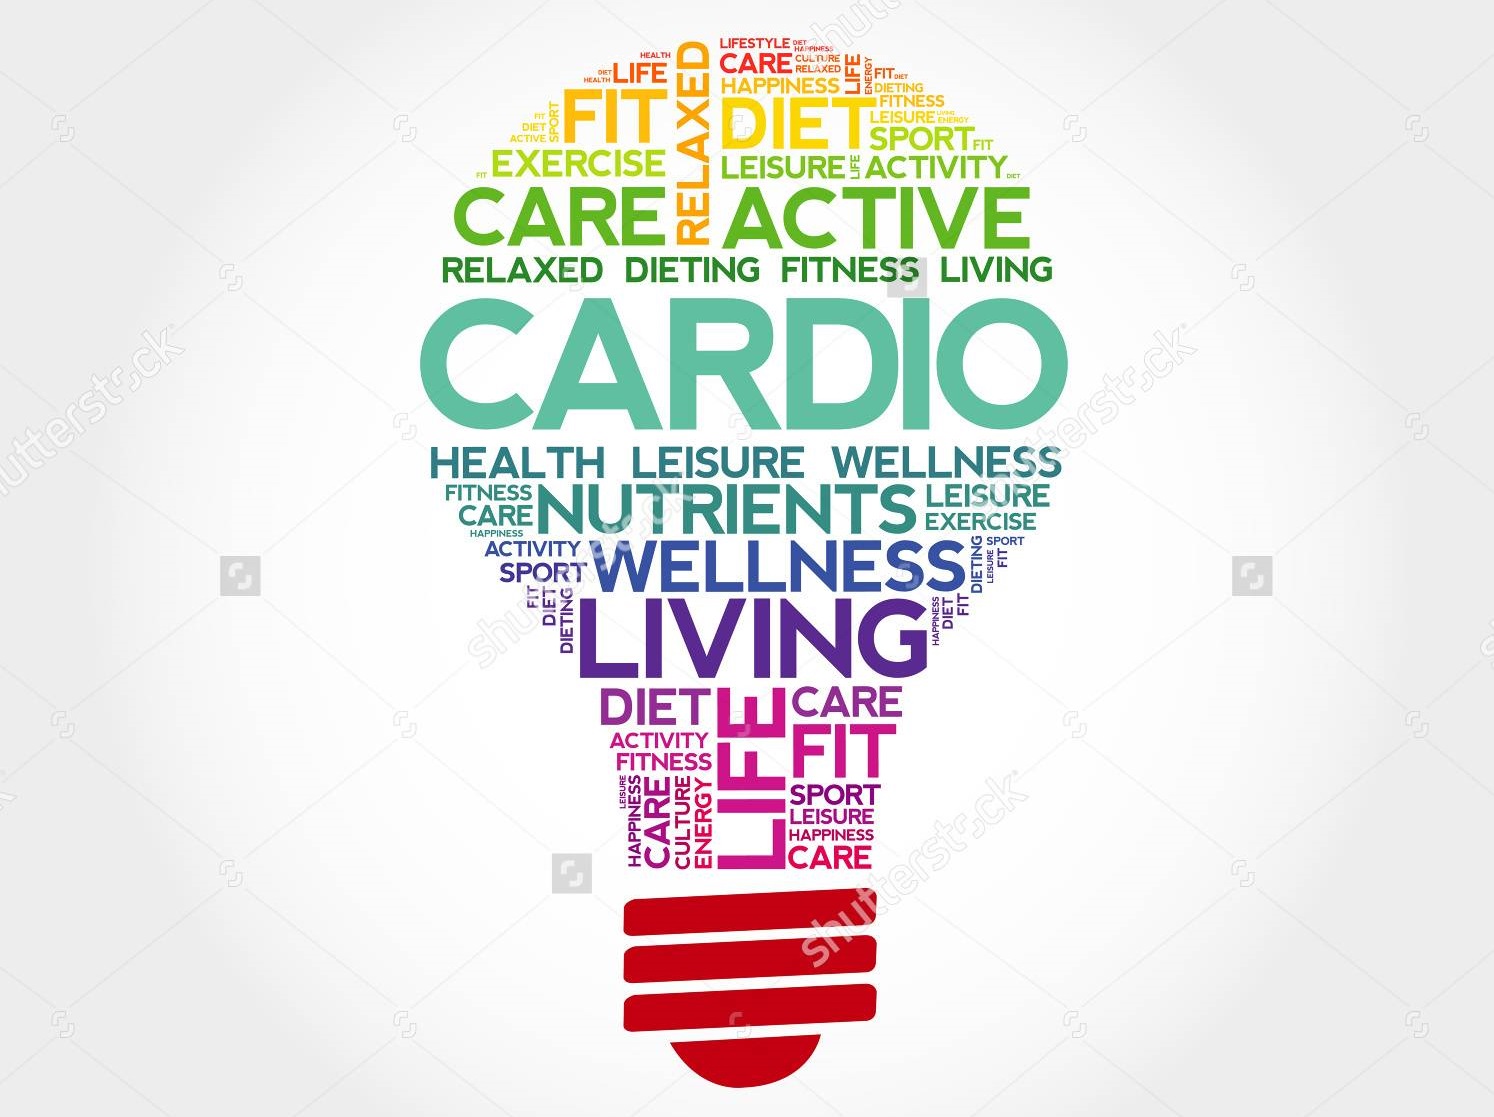 HEALTH
DIET
HEALTH
LIFE
FIT
FIT
DIET
ACTIVE
SPORT
EXERCISE
FIT
CARE
RELAXED
LIFESTYLE
DIET
HAPPINESS
CARE
CULTURE
RELAXED
HAPPINESS
LIFE
ENERGY
FIT
DIET
DIETING
FITNESS
DIET
LEISURE
LIVING
ENERGY
SPORT
FIT
LEISURE
LIFE
ACTIVITY
DIET
ACTIVE
RELAXED DIETING FITNESS LIVING
CARDIO
HEALTH LEISURE WELLNESS
FITNESS
CARE
HAPPINESS
NUTRIENTS
LEISURE
EXERCISE
ACTIVITY
SPORT
WELLNESS
DIETING
LEISURE
SPORT
FIT
FIT
DIET
DIETING
LIVING
HAPPINESS
DIET
FIT
DIET
ACTIVITY
FITNESS
LEISURE
HAPPINESS
CARE
CULTURE
ENERGY
LIFE
CARE
FIT
SPORT
LEISURE
HAPPINESS
CARE
shutterstock
shutterstock
shutterstock
shutterstock
shutterstock